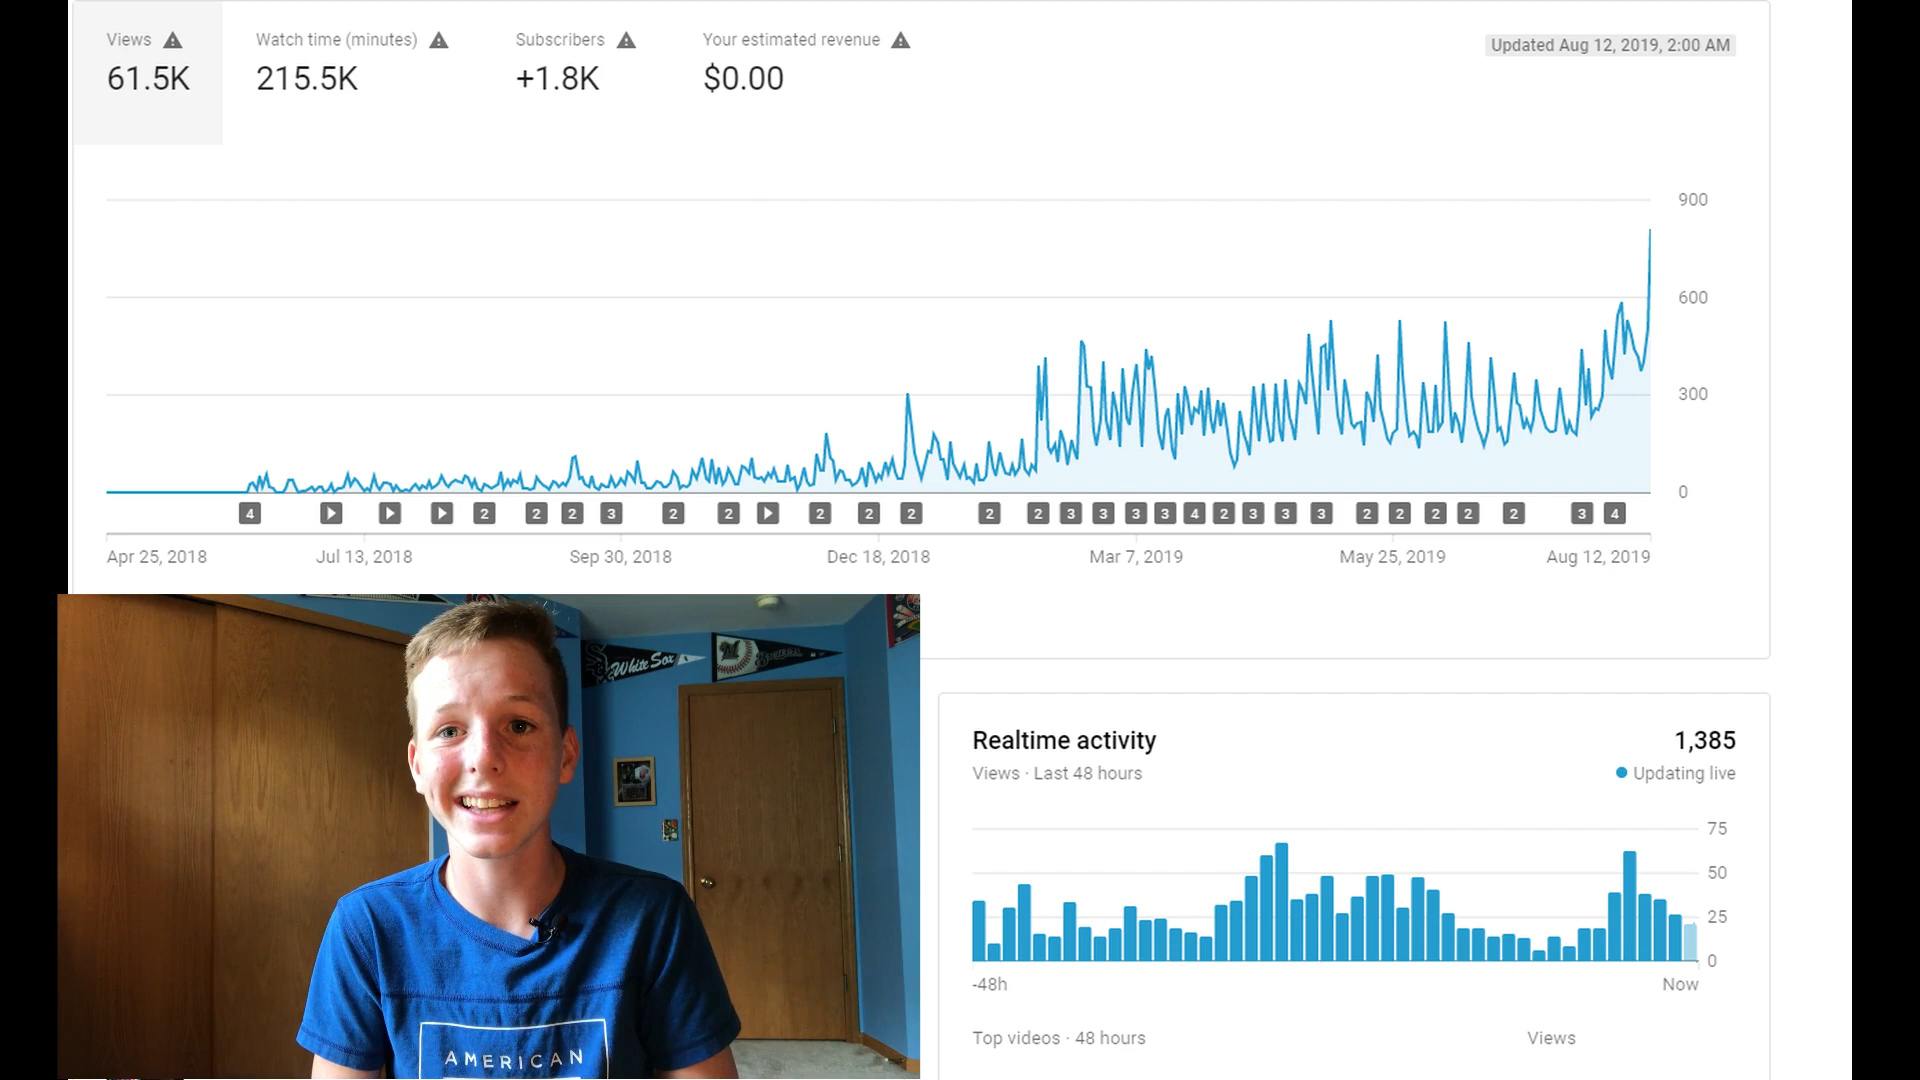 Views
61.5K
Watch time (minutes)
215.5K
Subscribers
+1.8K
Your estimated revenue
$0.00
Updated Aug 12, 2019, 2:00 AM
900
600
300
0
4 2 2 2 3 2 2 2 2 2 2 2 3 3 3 3 4 2 3 3 3 2 2 2 2 2 3 4
Apr 25, 2018 Jul 13, 2018 Sep 30, 2018 Dec 18, 2018 Mar 7, 2019 May 25, 2019 Aug 12, 2019
White Sox
M
AMERICAN
Realtime activity 1,385
Views · Last 48 hours Updating live
75
50
25
0
-48h Now
Top videos · 48 hours Views